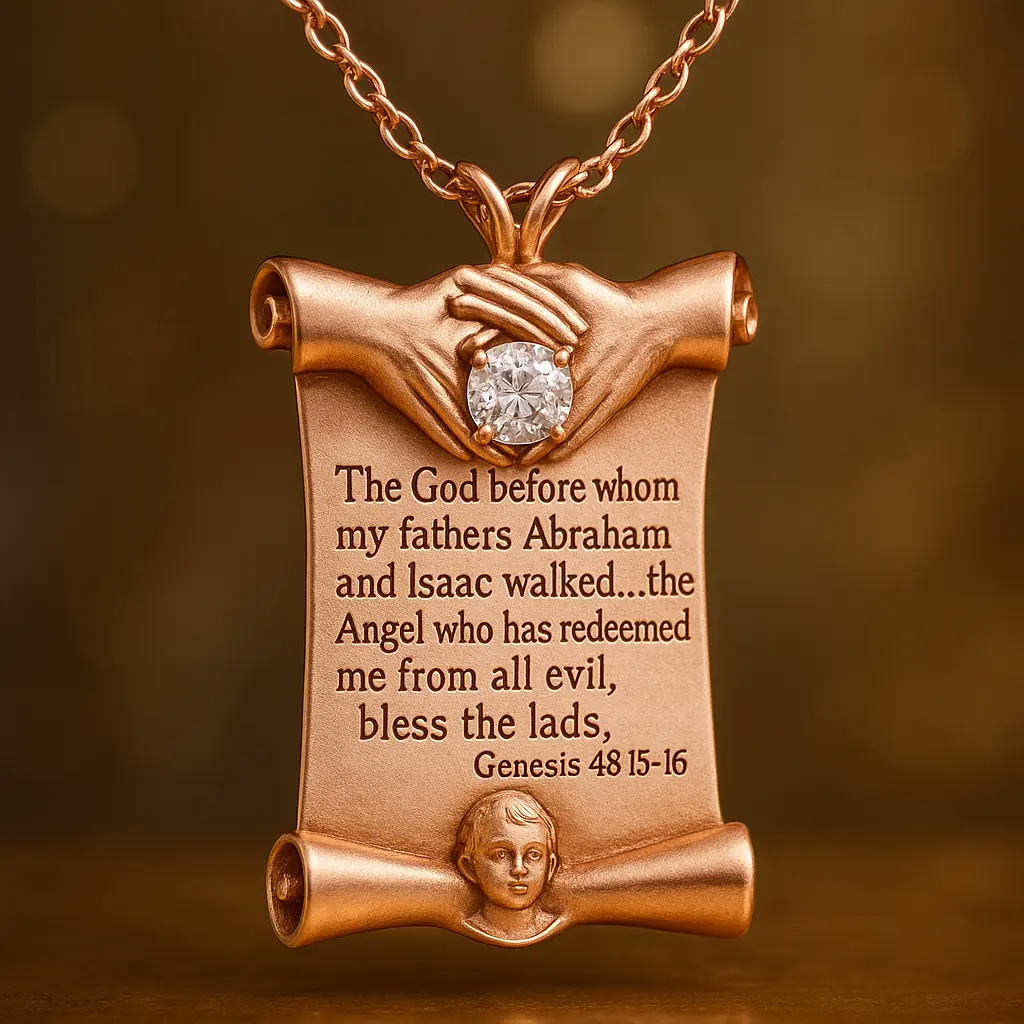 The God before whom
my fathers Abraham
and Isaac walked...the
Angel who has redeemed
me from all evil,
bless the lads,
Genesis 48 15-16